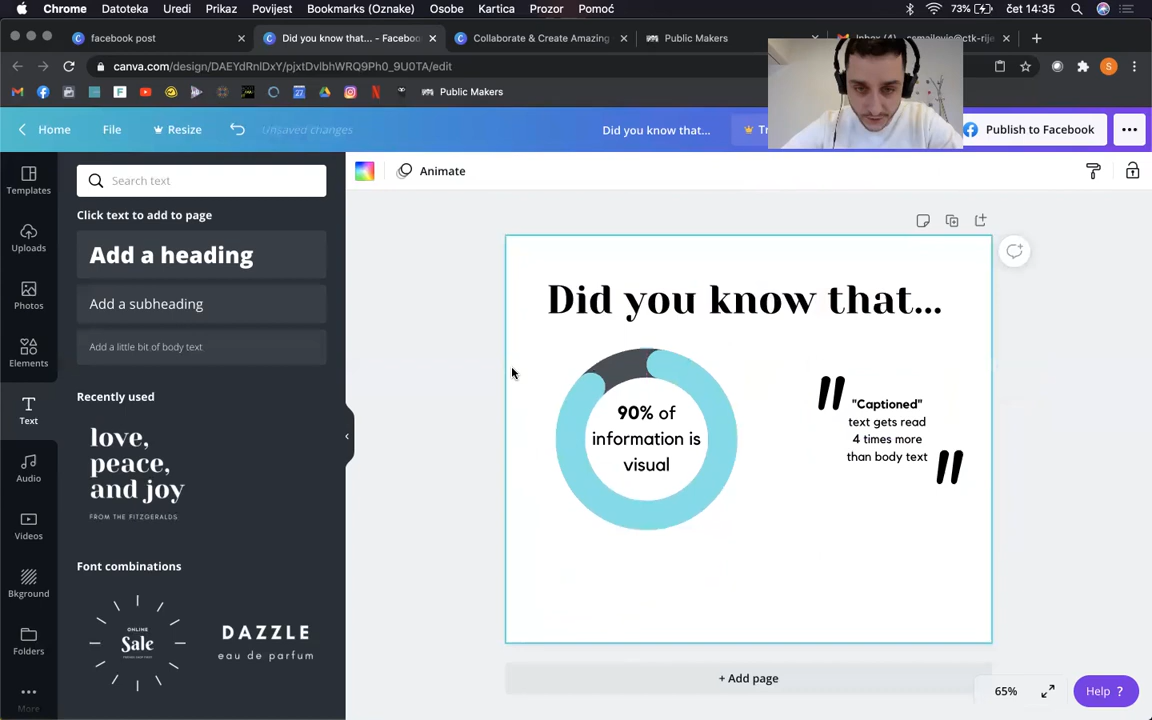 Chrome Datoteka Uredi Povijest Bookmarks (Oznake) Osobe Kartica Prozor Pomoć 73% čet 14:35
facebook post
Did you know that... - Faceboo
Collaborate & Create Amazing
Public Makers
canva.com/design/DAEYdRnlDxY/pjxtDvlbhWRQ9Ph0_9U0TA/edit
S
Public Makers
Home File Resize Unsaved changes Did you know that... Publish to Facebook
Templates
Uploads
Photos
Elements
Text
Audio
Videos
Bkground
Folders
More
Search text
Click text to add to page
Add a heading
Add a subheading
Add a little bit of body text
Recently used
love,
peace,
and joy
FROM THE FITZGERALDS
Font combinations
ONLINE
Sale
DAZZLE
eau de parfum
Animate
Did you know that...
90% of
information is
visual
"Captioned"
text gets read
4 times more
than body text
+ Add page
65%
Help ?